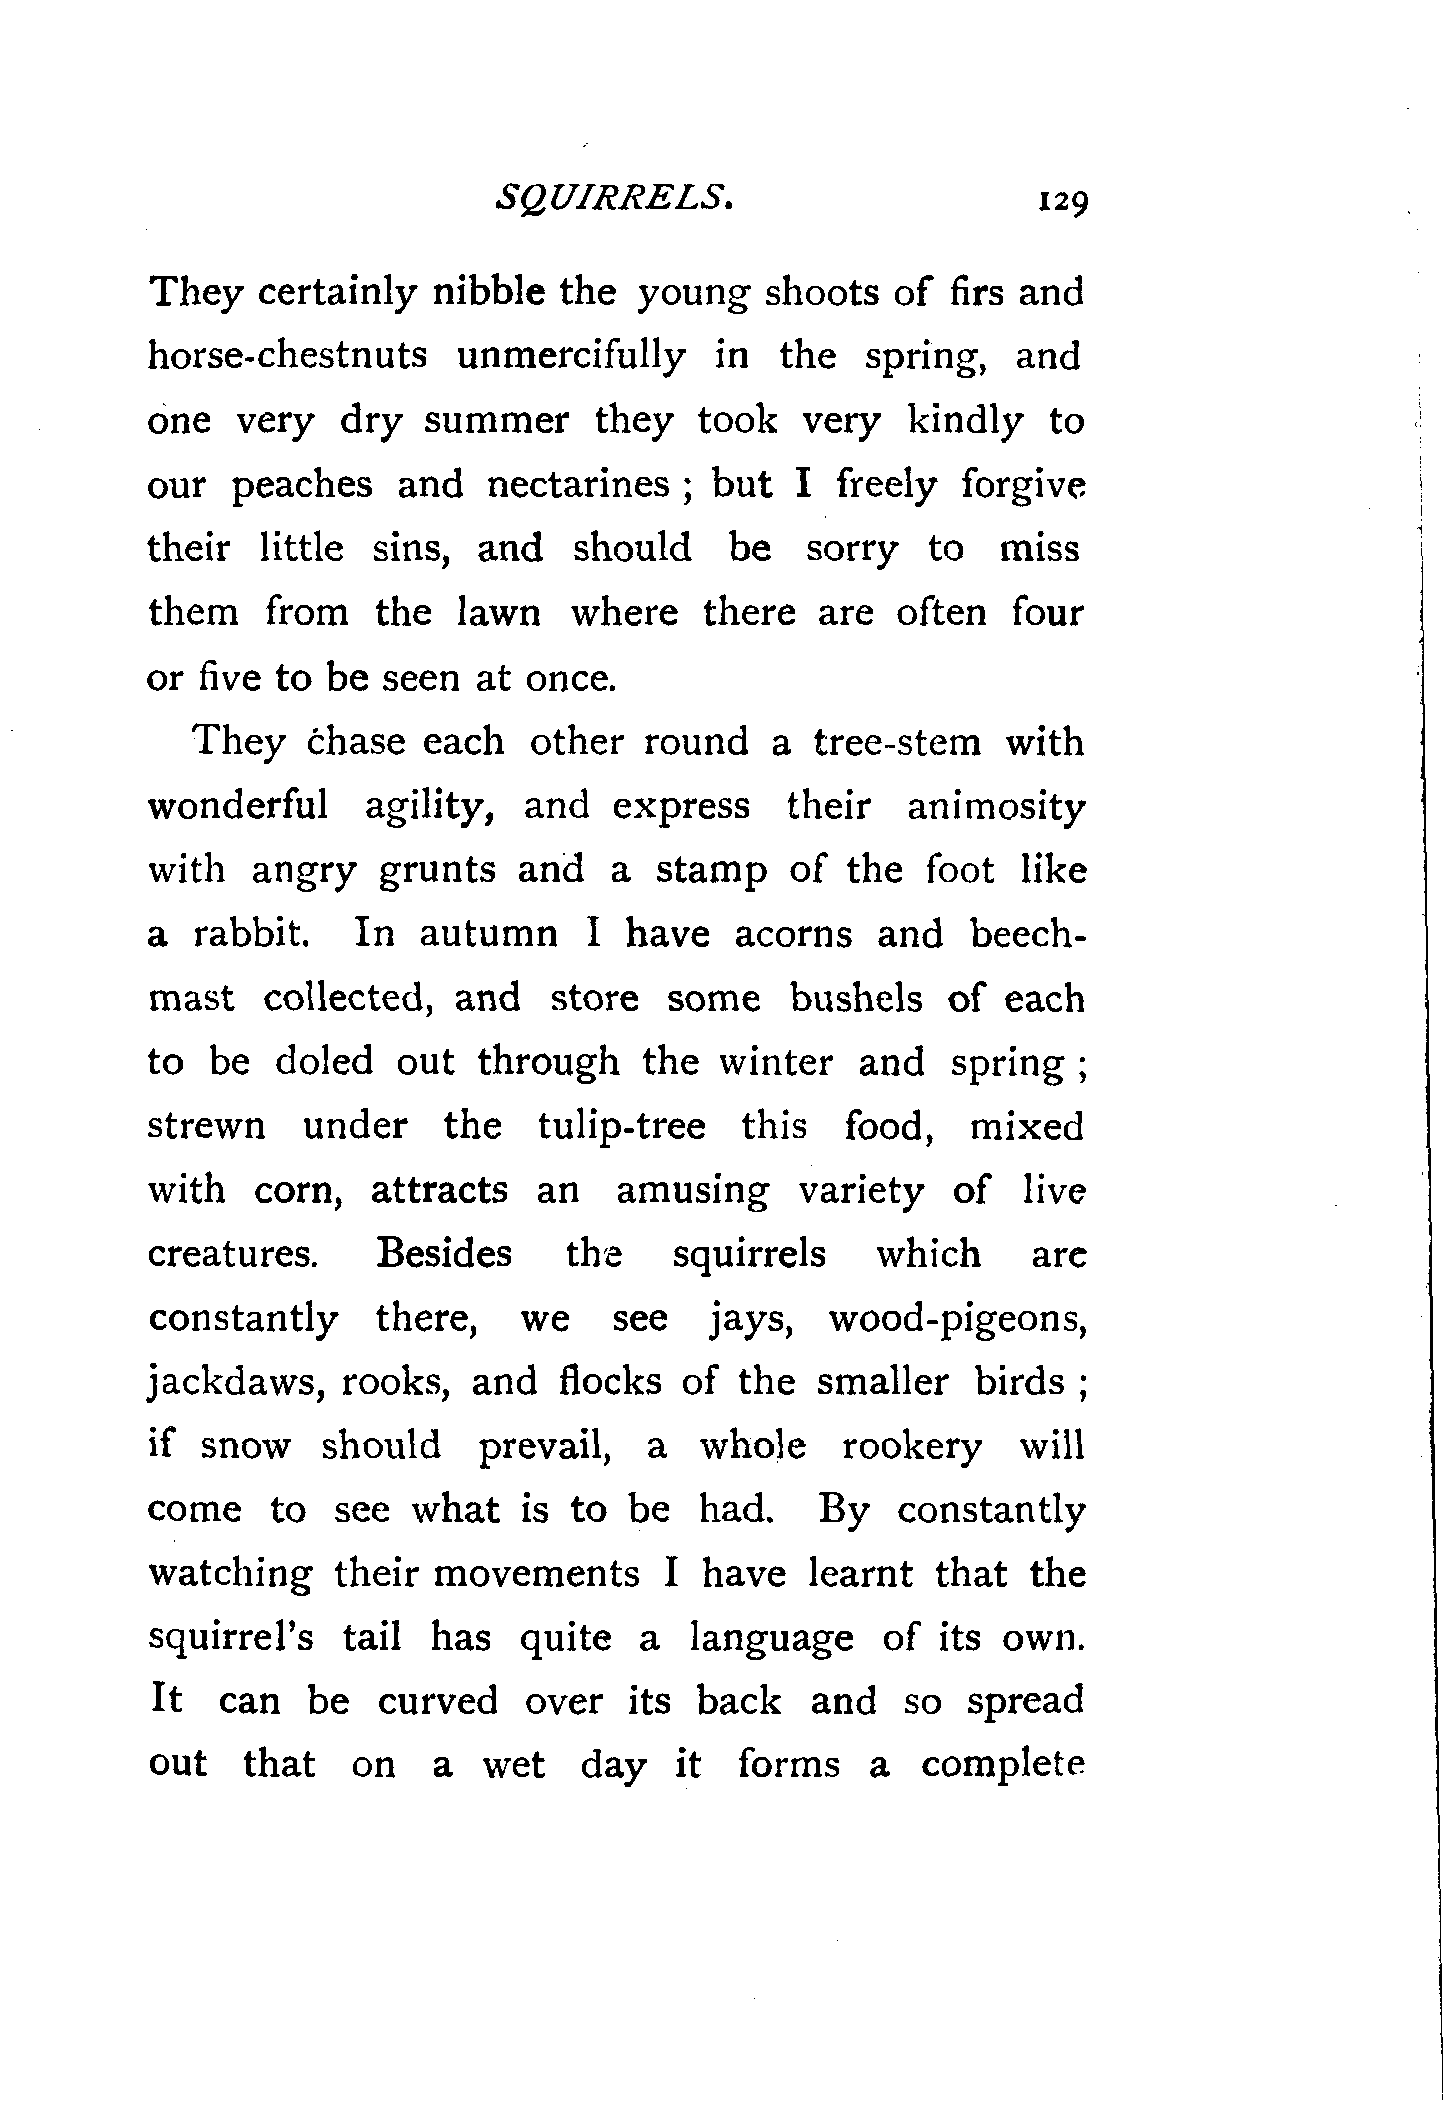 SQUIRRELS. 129
They certainly nibble the young shoots of firs and
horse-chestnuts unmercifully in the spring, and
one very dry summer they took very kindly to
our peaches and nectarines ; but I freely forgive
their little sins, and should be sorry to miss
them from the lawn where there are often four
or five to be seen at once.
They chase each other round a tree-stem with
wonderful agility, and express their animosity
with angry grunts and a stamp of the foot like
a rabbit. In autumn I have acorns and beech-
mast collected, and store some bushels of each
to be doled out through the winter and spring ;
strewn under the tulip-tree this food, mixed
with corn, attracts an amusing variety of live
creatures. Besides the squirrels which are
constantly there, we see jays, wood-pigeons,
jackdaws, rooks, and flocks of the smaller birds ;
if snow should prevail, a whole rookery will
come to see what is to be had. By constantly
watching their movements I have learnt that the
squirrel's tail has quite a language of its own.
It can be curved over its back and so spread
out that on a wet day it forms a complete